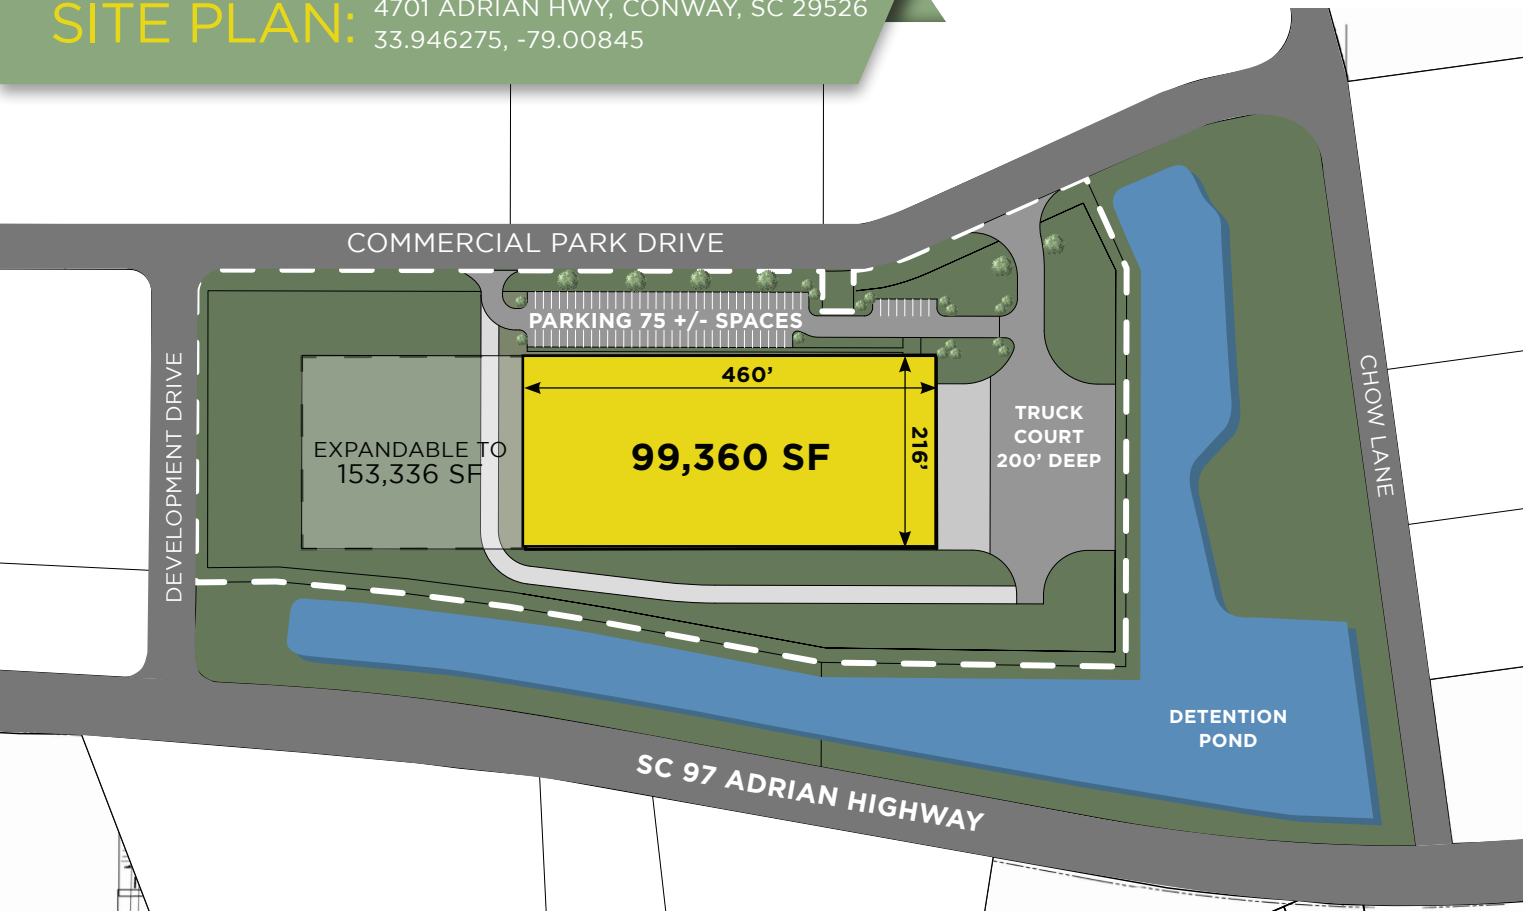 SITE PLAN:
4701 ADRIAN HWY, CONWAY, SC 29526
33.946275, -79.00845
COMMERCIAL PARK DRIVE
PARKING 75 +/- SPACES
DEVELOPMENT DRIVE
EXPANDABLE TO
153,336 SF
460’
99,360 SF
216’
TRUCK
COURT
200’ DEEP
CHOW LANE
DETENTION
POND
SC 97 ADRIAN HIGHWAY